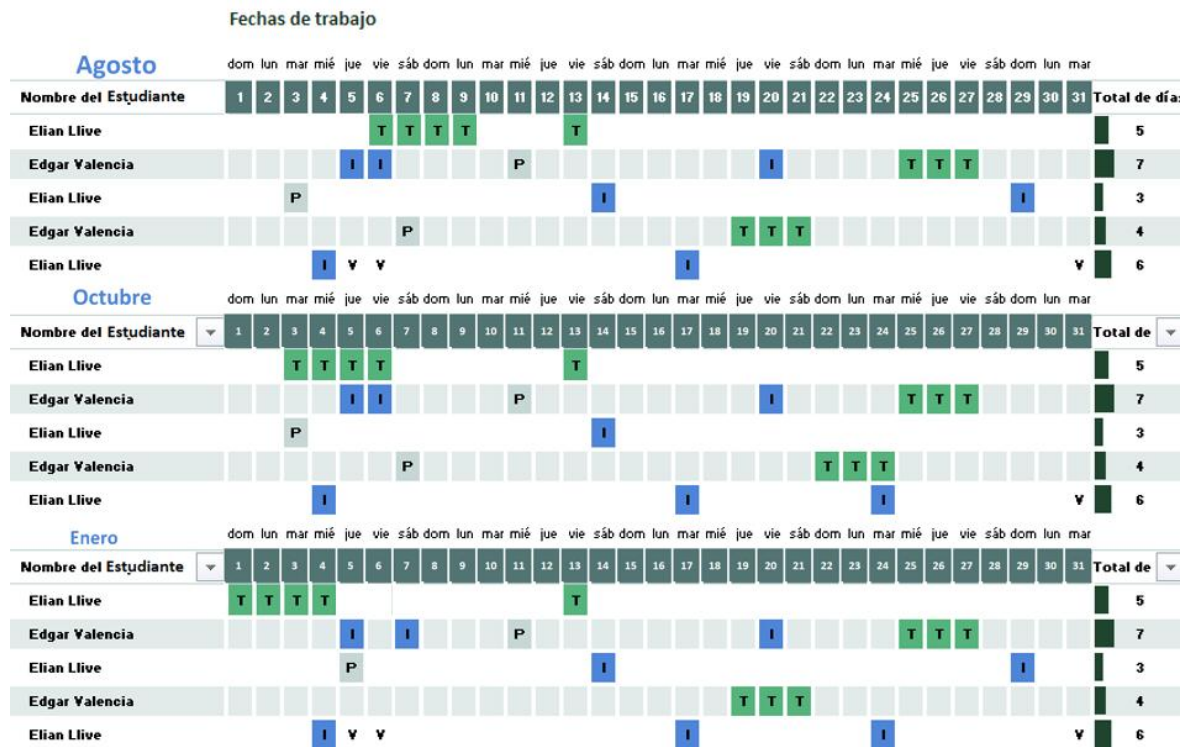 Fechas de trabajo
Agosto dom lun mar mié jue vie sáb dom lun mar mié jue vie sáb dom lun mar mié jue vie sáb dom lun mar mié jue vie sáb dom lun mar
Nombre del Estudiante 1 2 3 4 5 6 7 8 9 10 11 12 13 14 15 16 17 18 19 20 21 22 23 24 25 26 27 28 29 30 31 Total de días
Elian Llive T T T T T 5
Edgar Valencia I I P I T T T 7
Elian Llive P I I 3
Edgar Valencia P T T T 4
Elian Llive I V V I V 6
Octubre dom lun mar mié jue vie sáb dom lun mar mié jue vie sáb dom lun mar mié jue vie sáb dom lun mar mié jue vie sáb dom lun mar
Nombre del Estudiante 1 2 3 4 5 6 7 8 9 10 11 12 13 14 15 16 17 18 19 20 21 22 23 24 25 26 27 28 29 30 31 Total de
Elian Llive T T T T T 5
Edgar Valencia I I P I T T T 7
Elian Llive P I 3
Edgar Valencia P T T T 4
Elian Llive I I I V 6
Enero dom lun mar mié jue vie sáb dom lun mar mié jue vie sáb dom lun mar mié jue vie sáb dom lun mar mié jue vie sáb dom lun mar
Nombre del Estudiante 1 2 3 4 5 6 7 8 9 10 11 12 13 14 15 16 17 18 19 20 21 22 23 24 25 26 27 28 29 30 31 Total de
Elian Llive T T T T T 5
Edgar Valencia I I P I T T T 7
Elian Llive P I I 3
Edgar Valencia T T T 4
Elian Llive I V V I I V 6